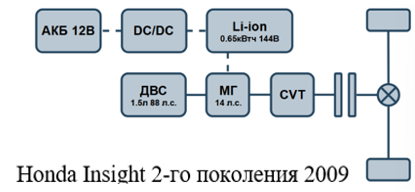 АКБ 12В
DC/DC
Li-ion
0.65кВтч 144В
ДВС
1.5л 88 л.с.
МГ
14 л.с.
CVT
Honda Insight 2-го поколения 2009